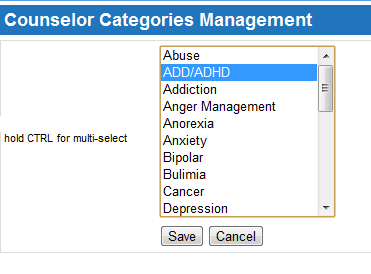 Counselor Categories Management
Abuse
ADD/ADHD
Addiction
Anger Management
Anorexia
hold CTRL for multi-select
Anxiety
Bipolar
Bulimia
Cancer
Depression
Save Cancel